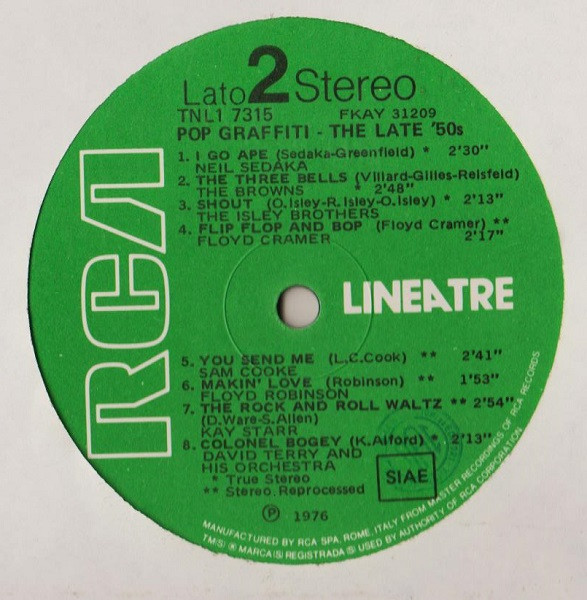 Lato 2 Stereo
TNL1 7315 FKAY 31209
POP GRAFFITI - THE LATE '50s
1. I GO APE (Sedaka-Greenfield) * 2'30"
NEIL SEDAKA
2. THE THREE BELLS (Villard-Gilles-Reisfeld)
THE BROWNS * 2'48"
3. SHOUT (O.Isley-R.Isley-O.Isley) * 2'13"
THE ISLEY BROTHERS
4. FLIP FLOP AND BOP (Floyd Cramer) **
FLOYD CRAMER 2'17"
RCA
LINEATRE
5. YOU SEND ME (L.C.Cook) ** 2'41"
SAM COOKE
6. MAKIN' LOVE (Robinson) ** 1'53"
FLOYD ROBINSON
7. THE ROCK AND ROLL WALTZ ** 2'54"
(D.Ware-S.Allen)
KAY STARR
8. COLONEL BOGEY (K.Alford) * 2'13"
DAVID TERRY AND
HIS ORCHESTRA
* True Stereo
** Stereo Reprocessed
SIAE
Ⓟ 1976
MANUFACTURED BY RCA SPA, ROME, ITALY FROM MASTER RECORDINGS OF RCA RECORDS
TM(S) ® MARCA(S) REGISTRADA(S) USED BY AUTHORITY OF RCA CORPORATION